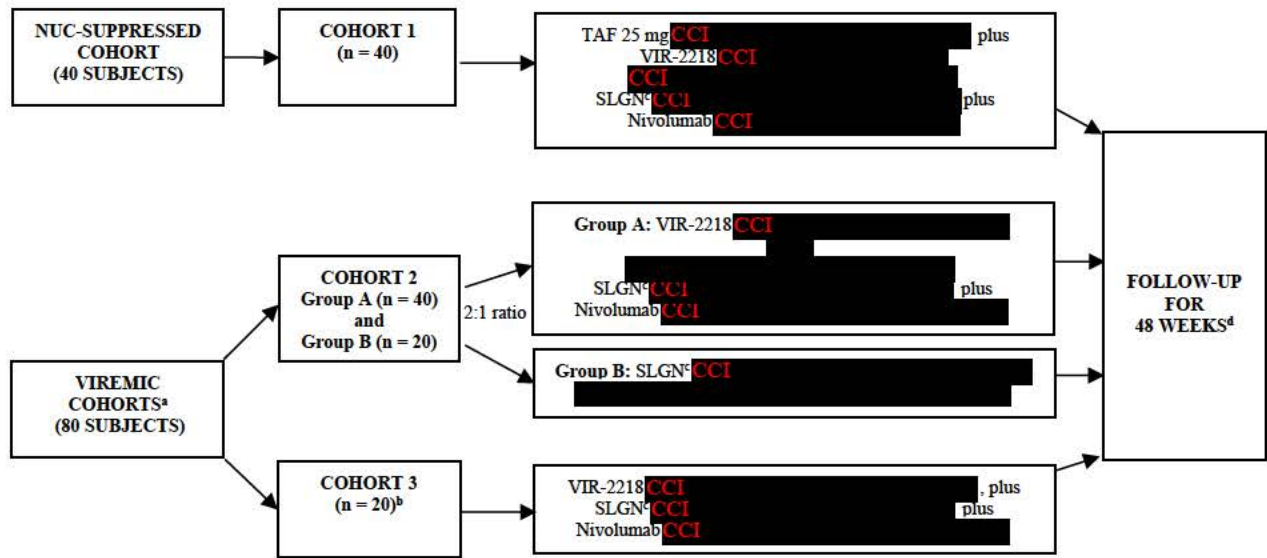 NUC-SUPPRESSED
COHORT
(40 SUBJECTS)
COHORT 1
(n = 40)
TAF 25 mg CCI plus
VIR-2218 CCI
CCI
SLGNᶜ CCI , plus
Nivolumab CCI
VIREMIC
COHORTSᵃ
(80 SUBJECTS)
COHORT 2
Group A (n = 40)
and
Group B (n = 20)
2:1 ratio
Group A: VIR-2218 CCI
SLGNᶜ CCI , plus
Nivolumab CCI
Group B: SLGNᶜ CCI
COHORT 3
(n = 20)ᵇ
VIR-2218 CCI , plus
SLGNᶜ CCI plus
Nivolumab CCI
FOLLOW-UP
FOR
48 WEEKSᵈ